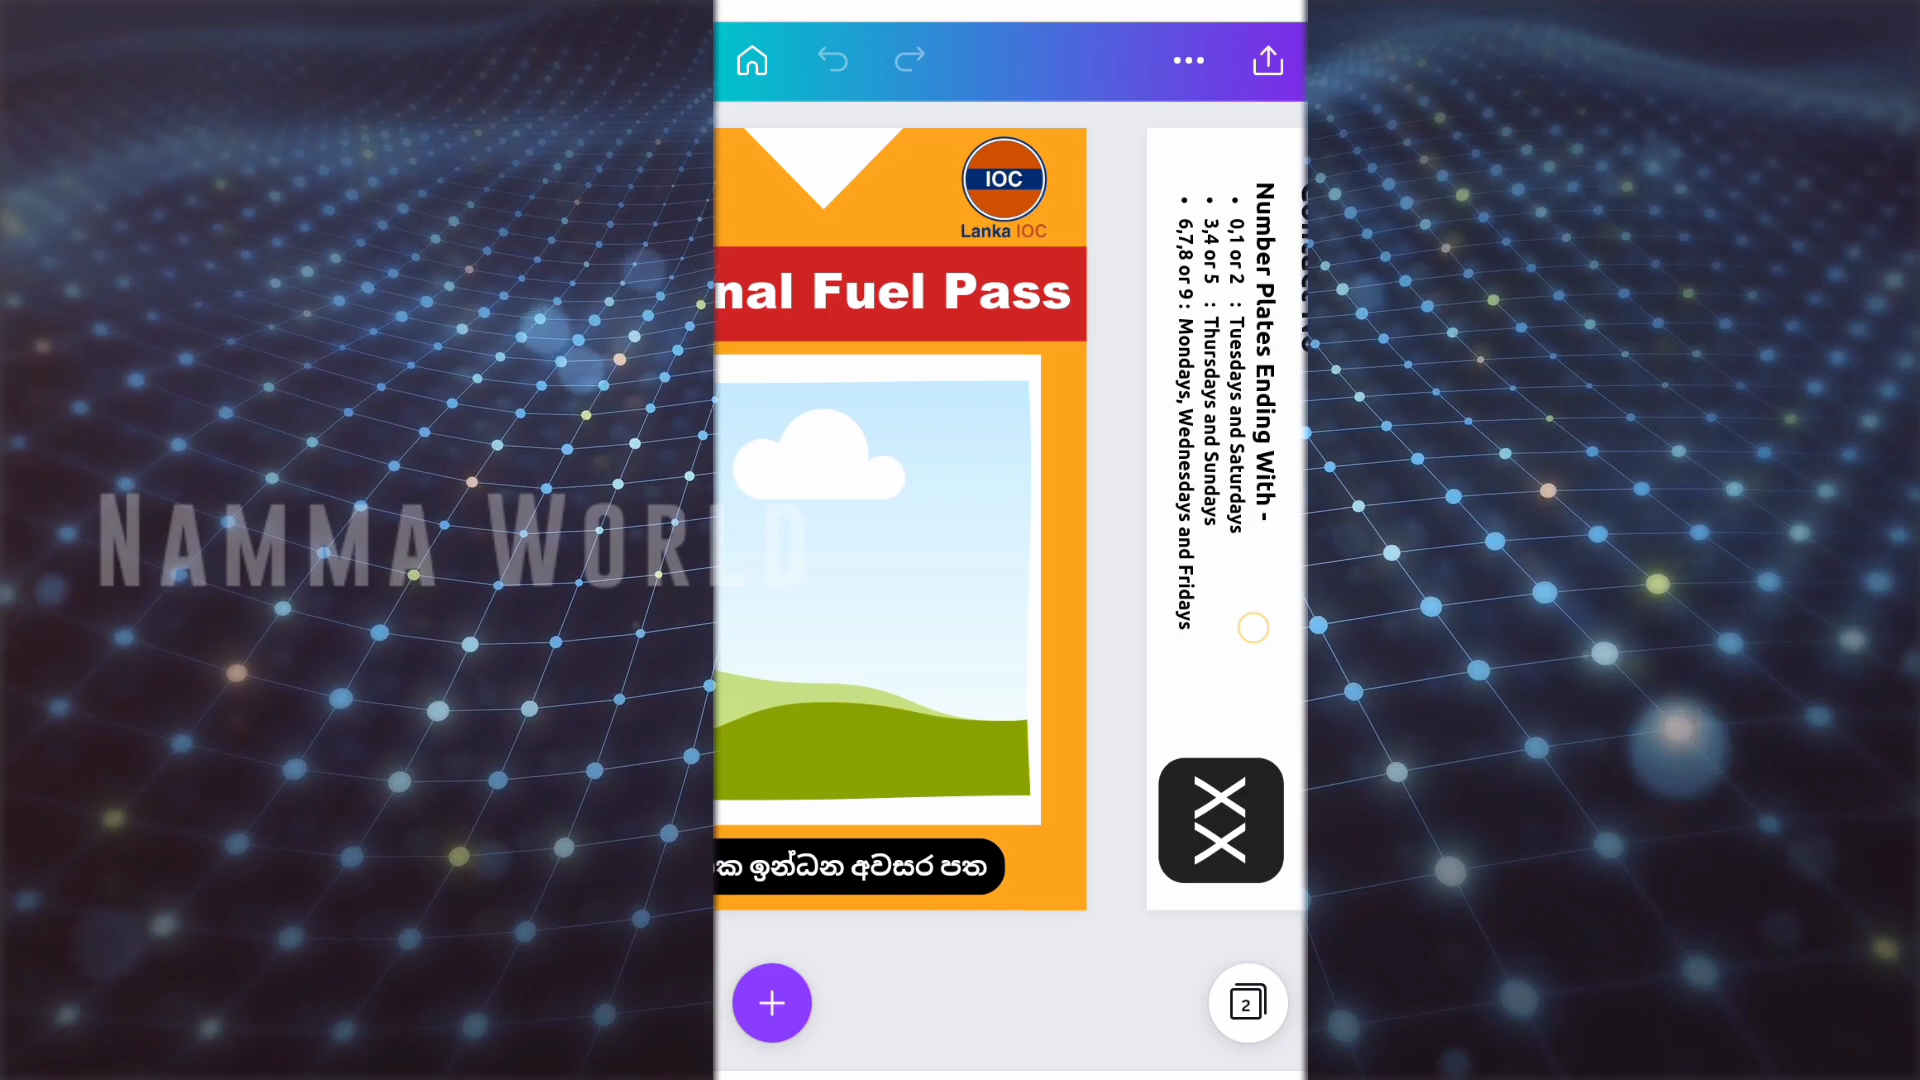 IOC
Lanka IOC
nal Fuel Pass
NAMMA WORLD
ක ඉන්ධන අවසර පත
Number Plates Ending With -
• 0,1 or 2 : Tuesdays and Saturdays
• 3,4 or 5 : Thursdays and Sundays
• 6,7,8 or 9 : Mondays, Wednesdays and Fridays
XX
2